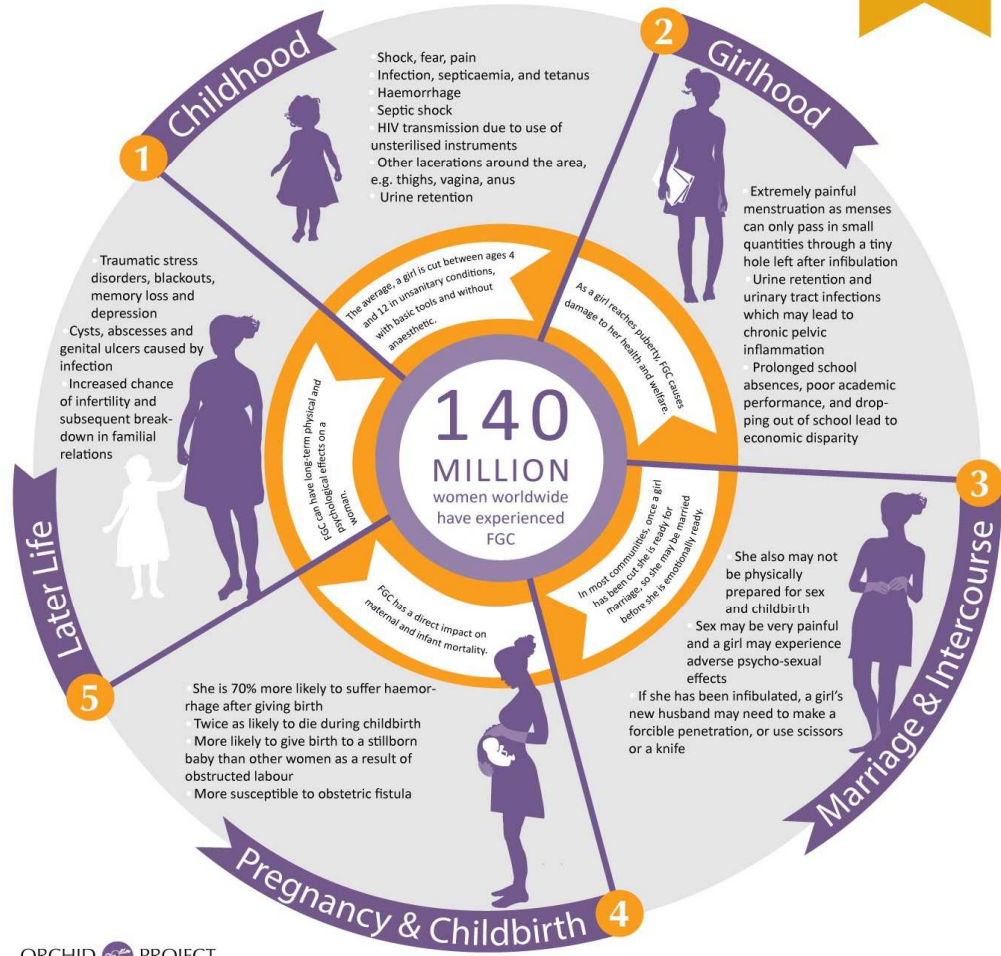 1
Childhood
Shock, fear, pain
Infection, septicaemia, and tetanus
Haemorrhage
Septic shock
HIV transmission due to use of
unsterilised instruments
Other lacerations around the area,
e.g. thighs, vagina, anus
Urine retention
The average, a girl is cut between ages 4
and 12 in unsanitary conditions,
with basic tools and without
anaesthetic.
2
Girlhood
Extremely painful
menstruation as menses
can only pass in small
quantities through a tiny
hole left after infibulation
Urine retention and
urinary tract infections
which may lead to
chronic pelvic
inflammation
Prolonged school
absences, poor academic
performance, and drop-
ping out of school lead to
economic disparity
As a girl reaches puberty, FGC causes
damage to her health and welfare.
3
Marriage & Intercourse
She also may not
be physically
prepared for sex
and childbirth
Sex may be very painful
and a girl may experience
adverse psycho-sexual
effects
If she has been infibulated, a girl's
new husband may need to make a
forcible penetration, or use scissors
or a knife
In most communities, once a girl
has been cut she is ready for
marriage, so she may be married
before she is emotionally ready.
4
Pregnancy & Childbirth
She is 70% more likely to suffer haemor-
rhage after giving birth
Twice as likely to die during childbirth
More likely to give birth to a stillborn
baby than other women as a result of
obstructed labour
More susceptible to obstetric fistula
FGC has a direct impact on
maternal and infant mortality.
5
Later Life
Traumatic stress
disorders, blackouts,
memory loss and
depression
Cysts, abscesses and
genital ulcers caused by
infection
Increased chance
of infertility and
subsequent break-
down in familial
relations
FGC can have long-term physical and
psychological effects on a
woman.
140
MILLION
women worldwide
have experienced
FGC
ORCHID PROJECT